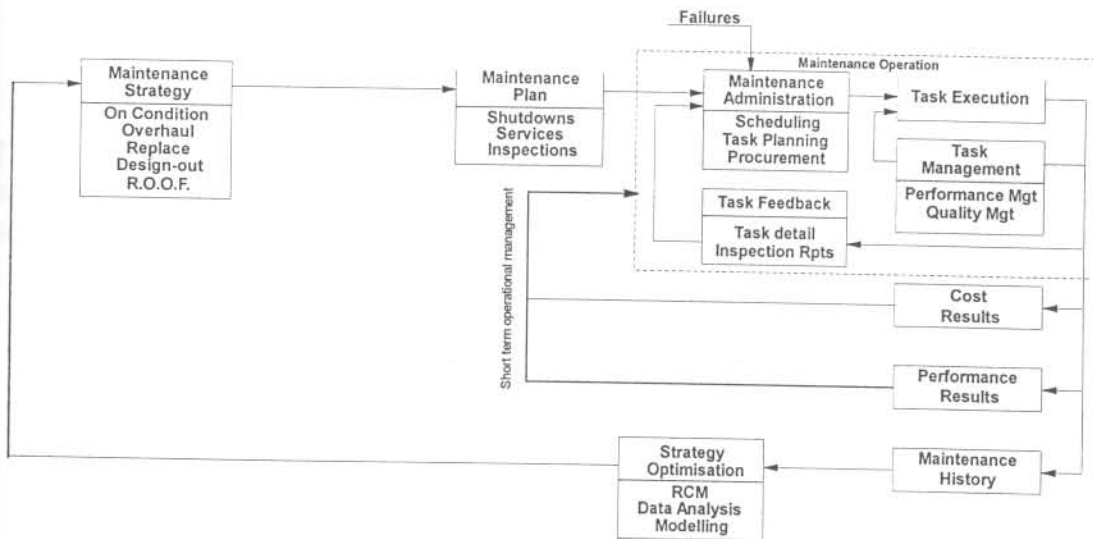 Failures
Maintenance Operation
Maintenance
Strategy
On Condition
Overhaul
Replace
Design-out
R.O.O.F.
Maintenance
Plan
Shutdowns
Services
Inspections
Maintenance
Administration
Scheduling
Task Planning
Procurement
Task Execution
Task
Management
Performance Mgt
Quality Mgt
Task Feedback
Task detail
Inspection Rpts
Short term operational management
Cost
Results
Performance
Results
Strategy
Optimisation
RCM
Data Analysis
Modelling
Maintenance
History